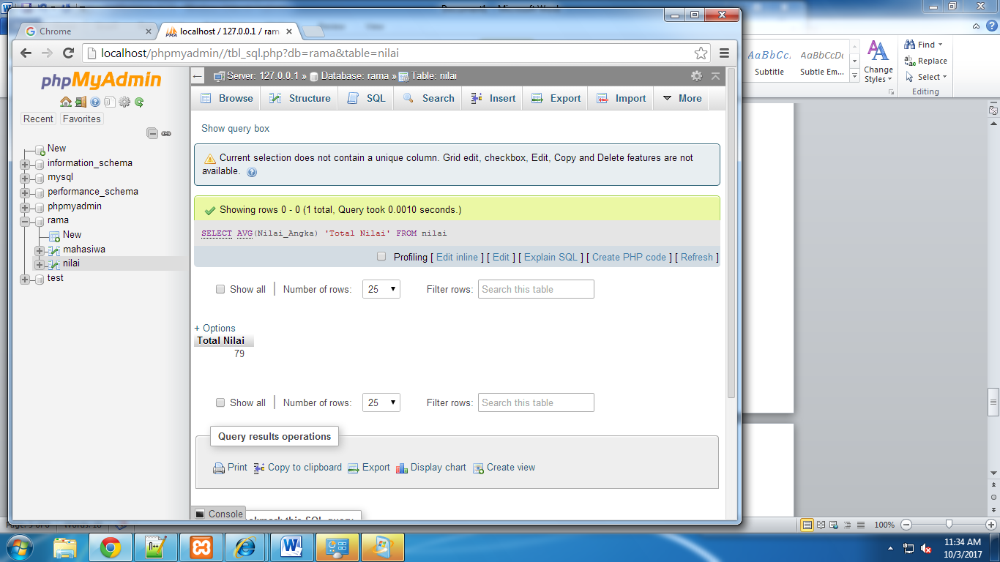 Chrome
localhost / 127.0.0.1 / ram
localhost/phpmyadmin//tbl_sql.php?db=rama&table=nilai
phpMyAdmin
Recent Favorites
New
information_schema
mysql
performance_schema
phpmyadmin
rama
New
mahasiwa
nilai
test
Server: 127.0.0.1 » Database: rama » Table: nilai
Browse Structure SQL Search Insert Export Import More
Show query box
Current selection does not contain a unique column. Grid edit, checkbox, Edit, Copy and Delete features are not
available.
Showing rows 0 - 0 (1 total, Query took 0.0010 seconds.)
SELECT AVG(Nilai_Angka) 'Total Nilai' FROM nilai
Profiling [ Edit inline ] [ Edit ] [ Explain SQL ] [ Create PHP code ] [ Refresh ]
Show all Number of rows: 25 Filter rows: Search this table
+ Options
Total Nilai
79
Show all Number of rows: 25 Filter rows: Search this table
Query results operations
Print Copy to clipboard Export Display chart Create view
Console
AaBbCc. AaBbCcDc
Subtitle Subtle Em...
Change
Styles
Find
Replace
Select
Editing
100%
11:34 AM
10/3/2017